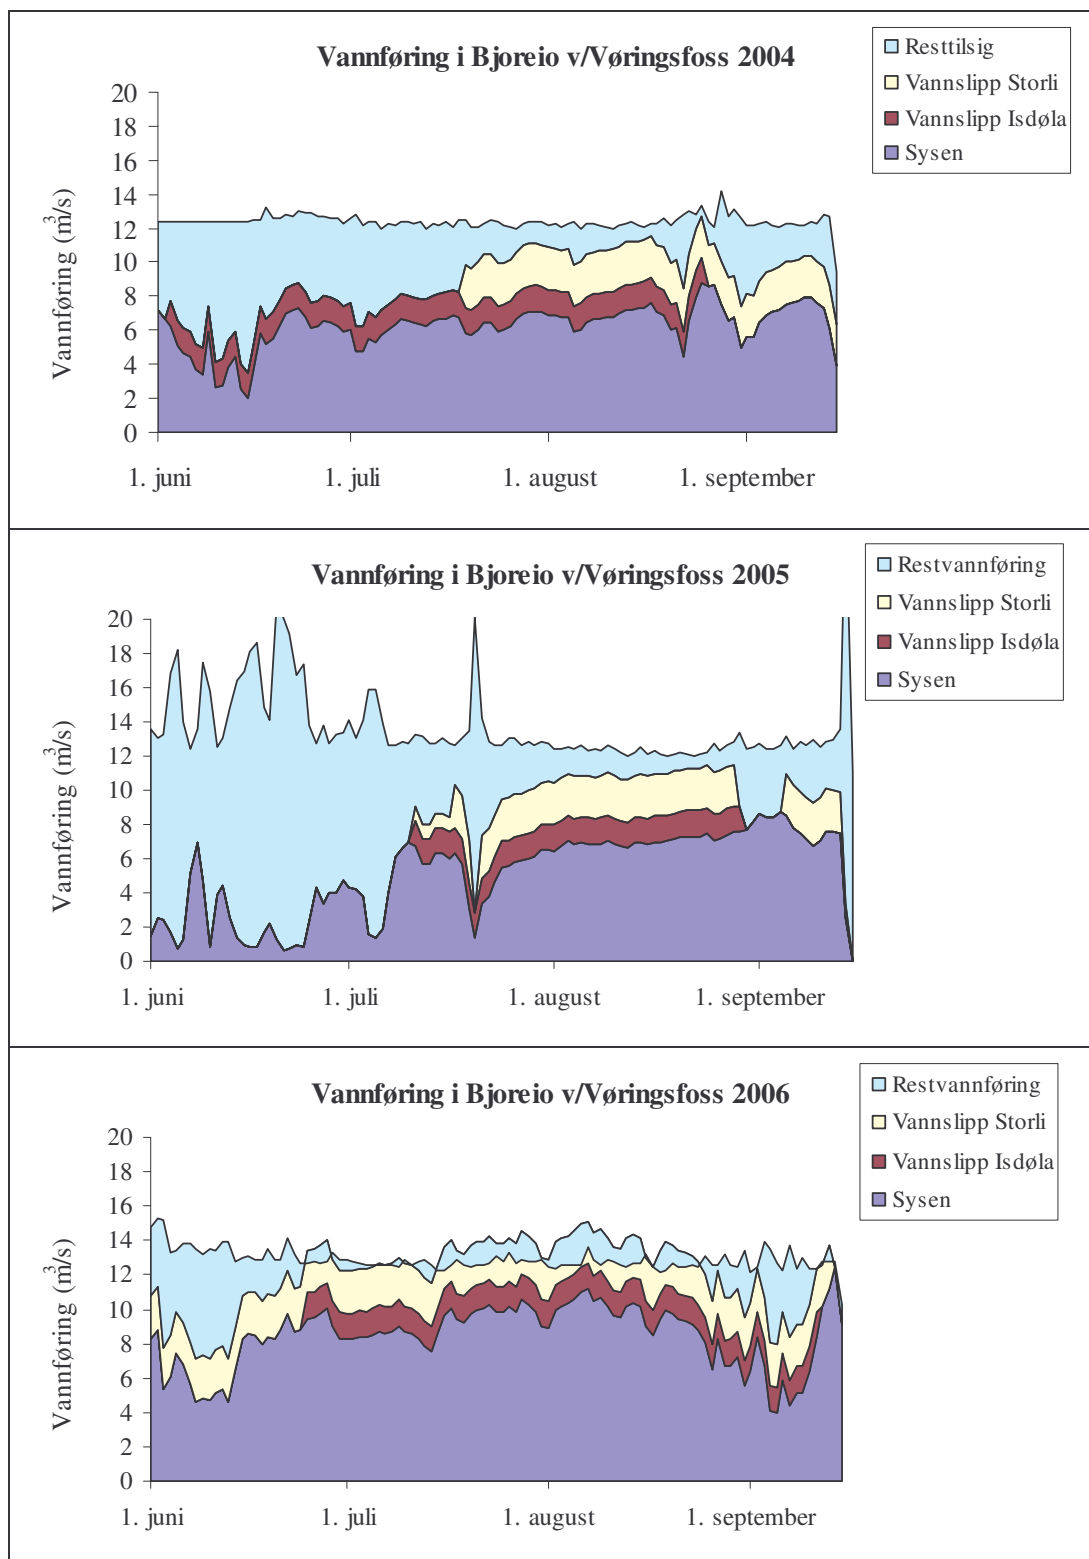 Vannføring i Bjoreio v/Vøringsfoss 2004
Resttilsig
Vannslipp Storli
Vannslipp Isdøla
Sysen
Vannføring (m³/s)
20
18
16
14
12
10
8
6
4
2
0
1. juni
1. juli
1. august
1. september
Vannføring i Bjoreio v/Vøringsfoss 2005
Restvannføring
Vannslipp Storli
Vannslipp Isdøla
Sysen
Vannføring (m³/s)
20
18
16
14
12
10
8
6
4
2
0
1. juni
1. juli
1. august
1. september
Vannføring i Bjoreio v/Vøringsfoss 2006
Restvannføring
Vannslipp Storli
Vannslipp Isdøla
Sysen
Vannføring (m³/s)
20
18
16
14
12
10
8
6
4
2
0
1. juni
1. juli
1. august
1. september